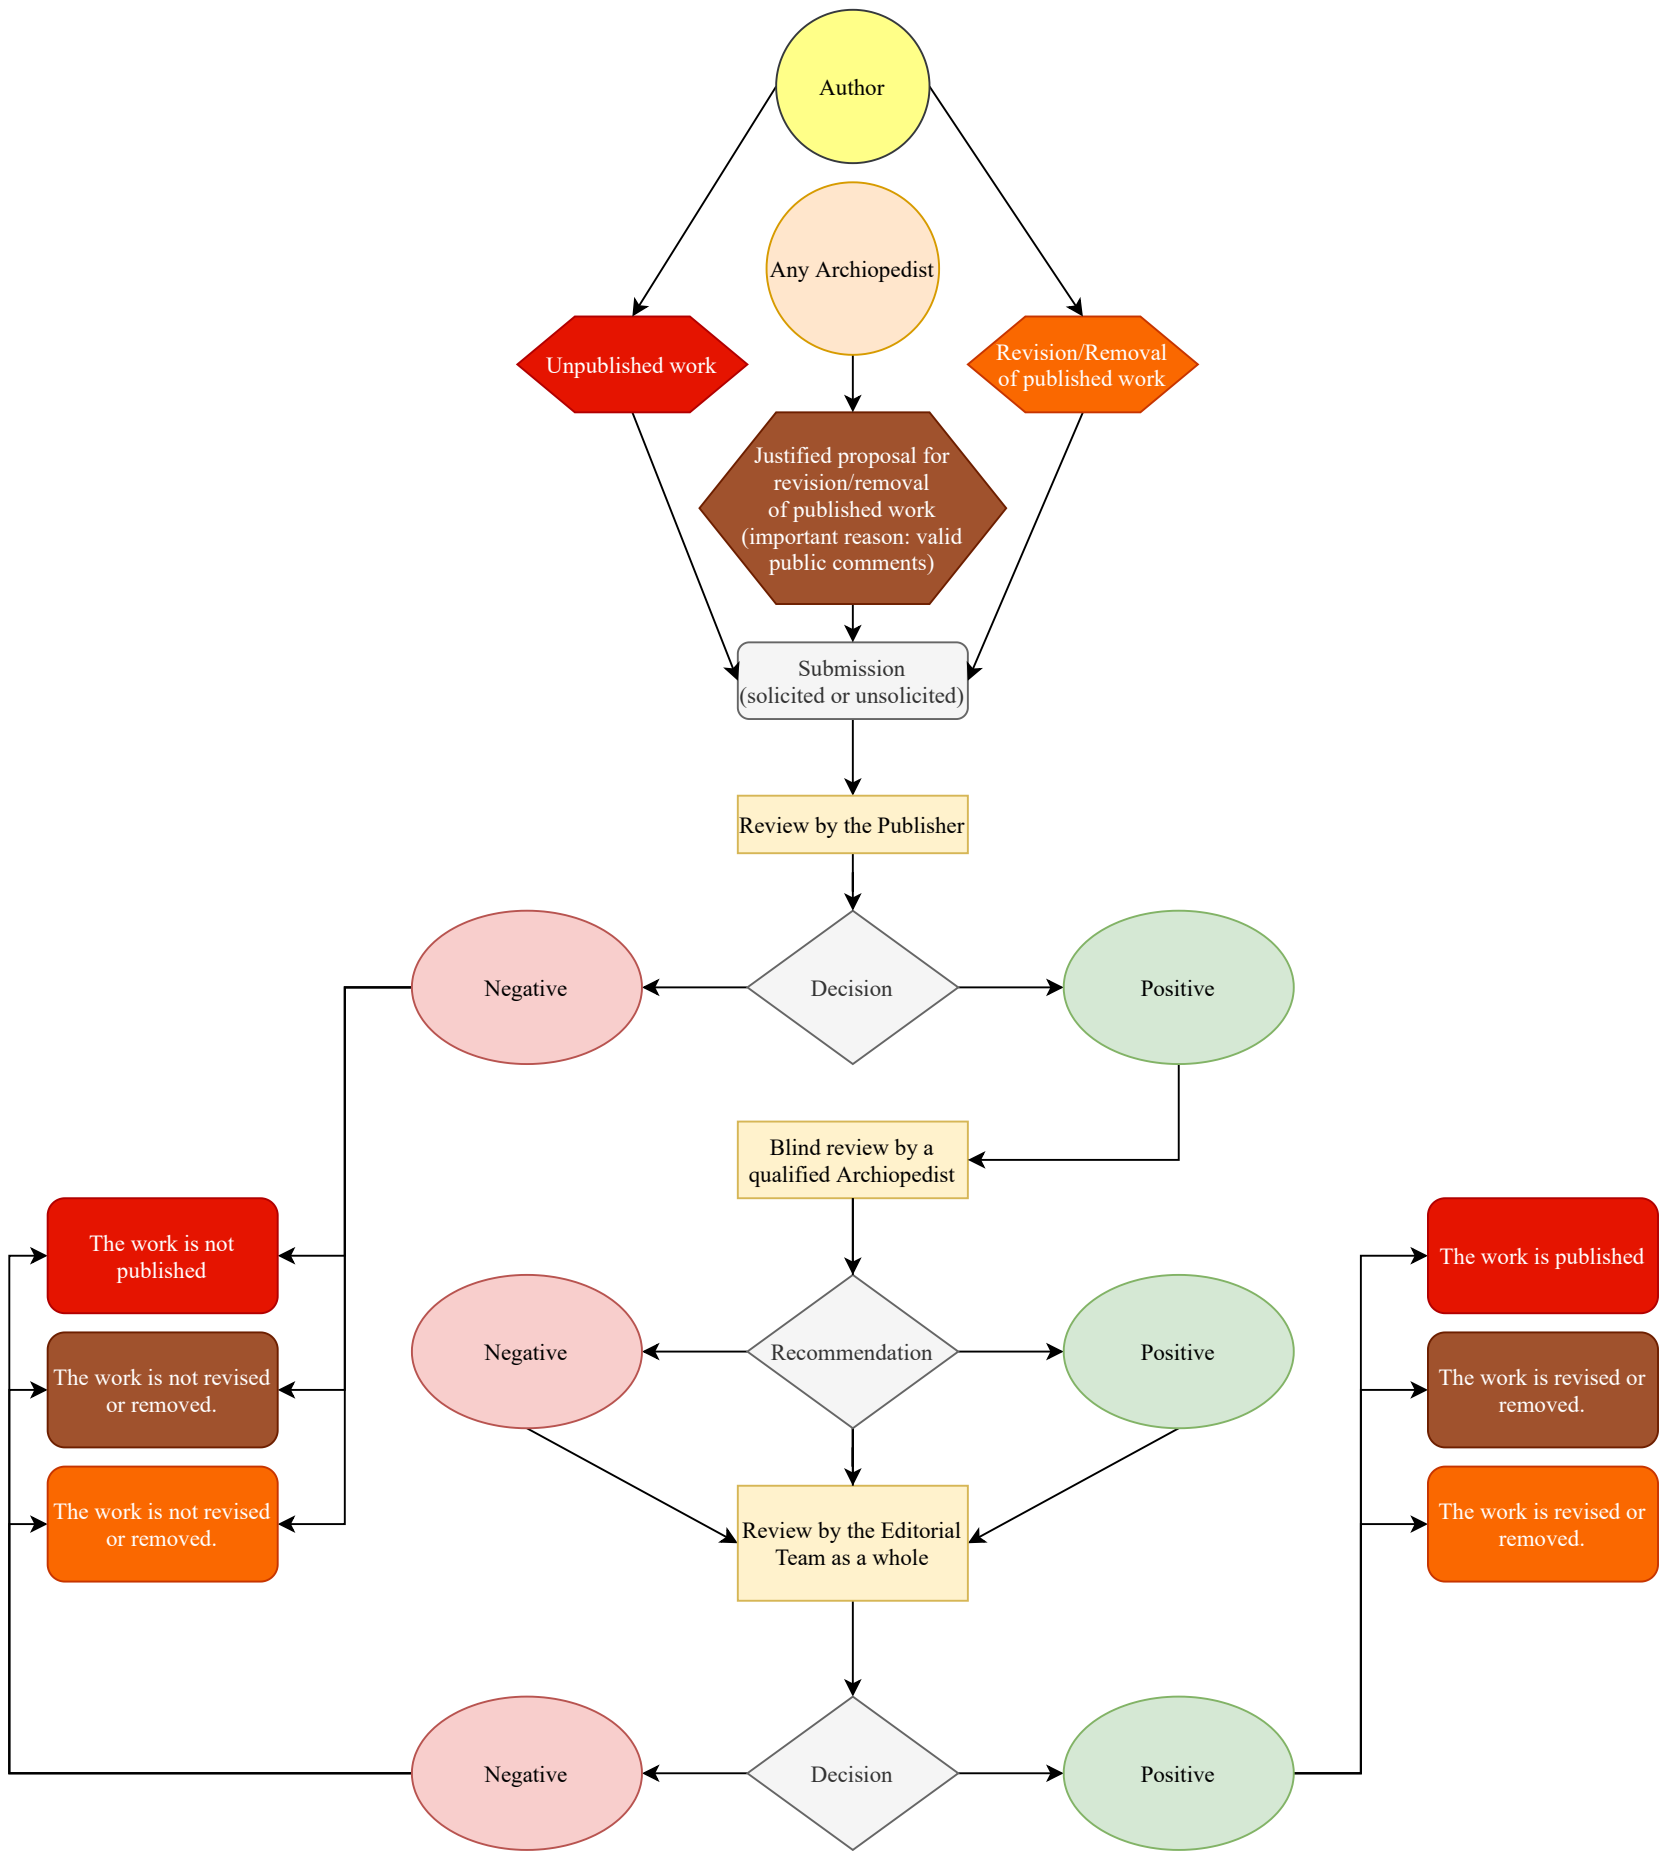 Author
Any Archiopedist
Unpublished work
Revision/Removal
of published work
Justified proposal for
revision/removal
of published work
(important reason: valid
public comments)
Submission
(solicited or unsolicited)
Review by the Publisher
Negative
Decision
Positive
Blind review by a
qualified Archiopedist
The work is not
published
The work is published
Negative
Recommendation
Positive
The work is not revised
or removed.
The work is revised or
removed.
The work is not revised
or removed.
Review by the Editorial
Team as a whole
The work is revised or
removed.
Negative
Decision
Positive